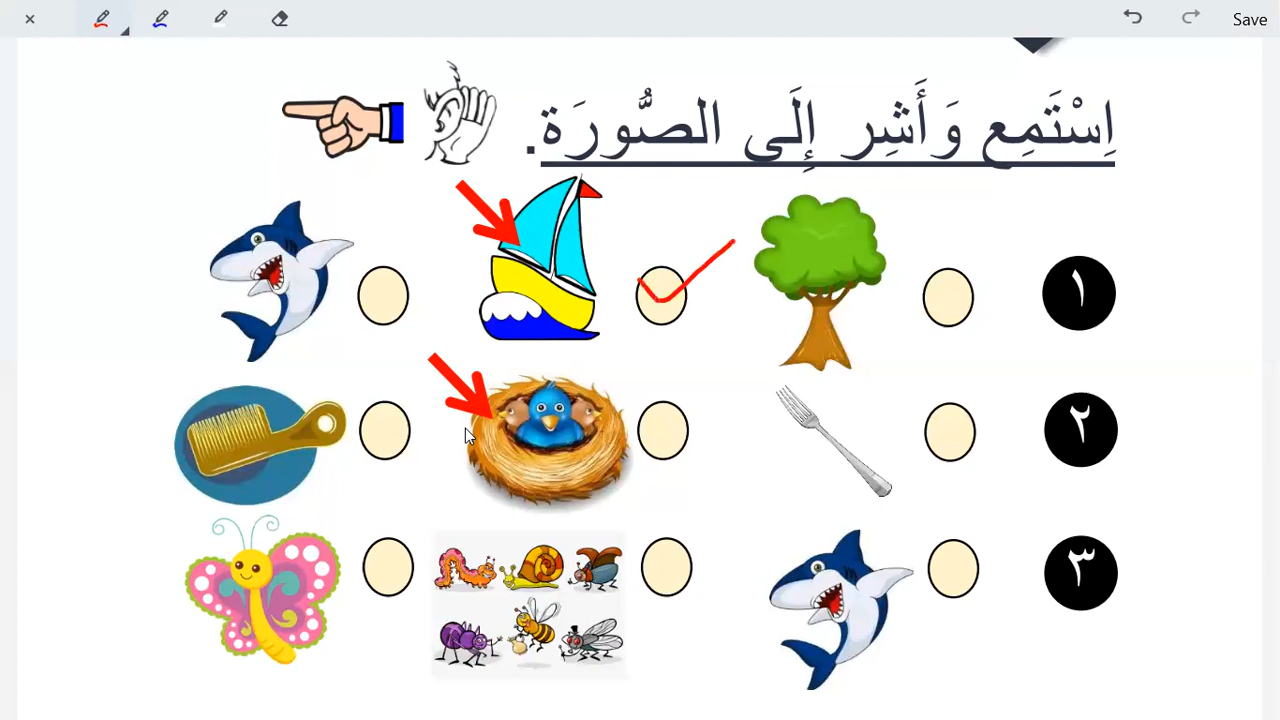 Save
اِسْتَمِع وَأَشِر إِلَى الصُّورَة.
١
٢
٣